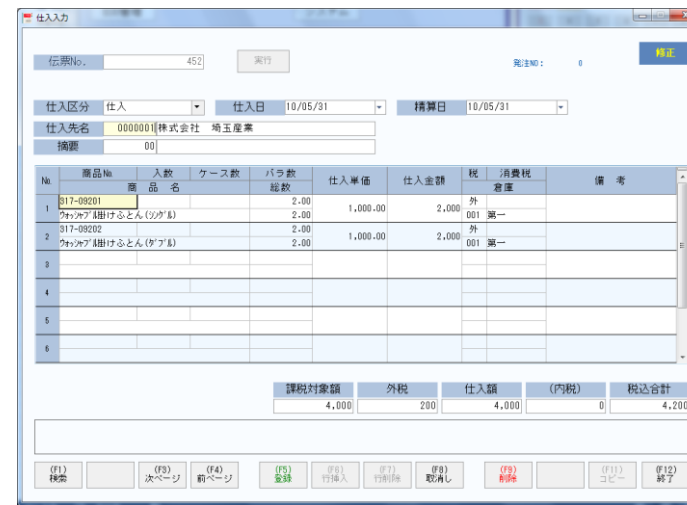 仕入入力
伝票No. 452 実行 発注NO: 0 修正
仕入区分 仕入 仕入日 10/05/31 精算日 10/05/31
仕入先名 0000001 株式会社 埼玉産業
摘要 00
No. 商品No. 入数 ケース数 バラ数 仕入単価 仕入金額 税 消費税 備 考
商 品 名 総数 倉庫
1 317-09201 2.00 1,000.00 2,000 外
ウォッシャブル掛けふとん(シングル) 2.00 001 第一
2 317-09202 2.00 1,000.00 2,000 外
ウォッシャブル掛けふとん(ダブル) 2.00 001 第一
3
4
5
6
課税対象額 外税 仕入額 (内税) 税込合計
4,000 200 4,000 0 4,200
(F1) 検索 (F3) 次ページ (F4) 前ページ (F5) 登録 (F6) 行挿入 (F7) 行削除 (F8) 取消し (F9) 削除 (F11) コピー (F12) 終了